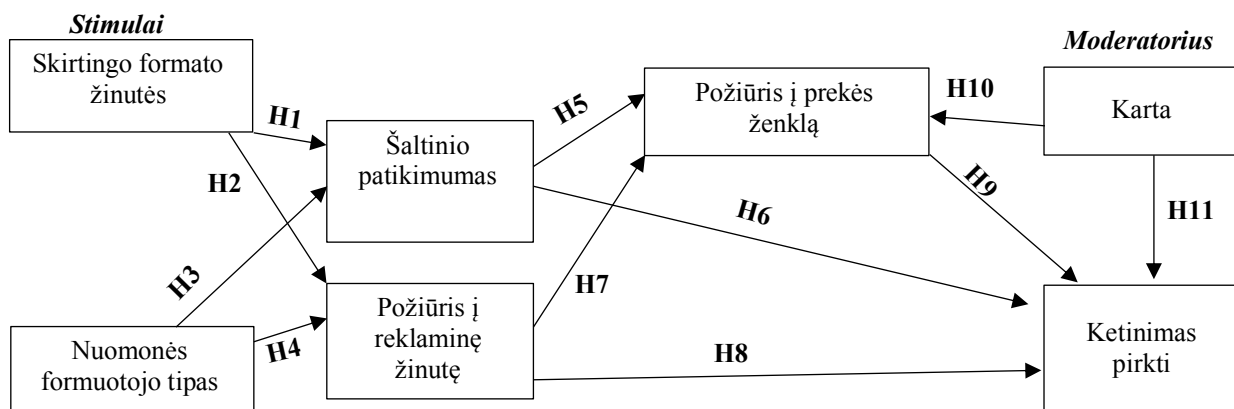 Stimulai
Skirtingo formato
žinutės
H1
H2
H3
H4
Nuomonės
formuotojo tipas
Šaltinio
patikimumas
Požiūris į
reklaminę
žinutę
H5
H6
H7
H8
Požiūris į prekės
ženklą
H10
H9
Moderatorius
Karta
H11
Ketinimas
pirkti